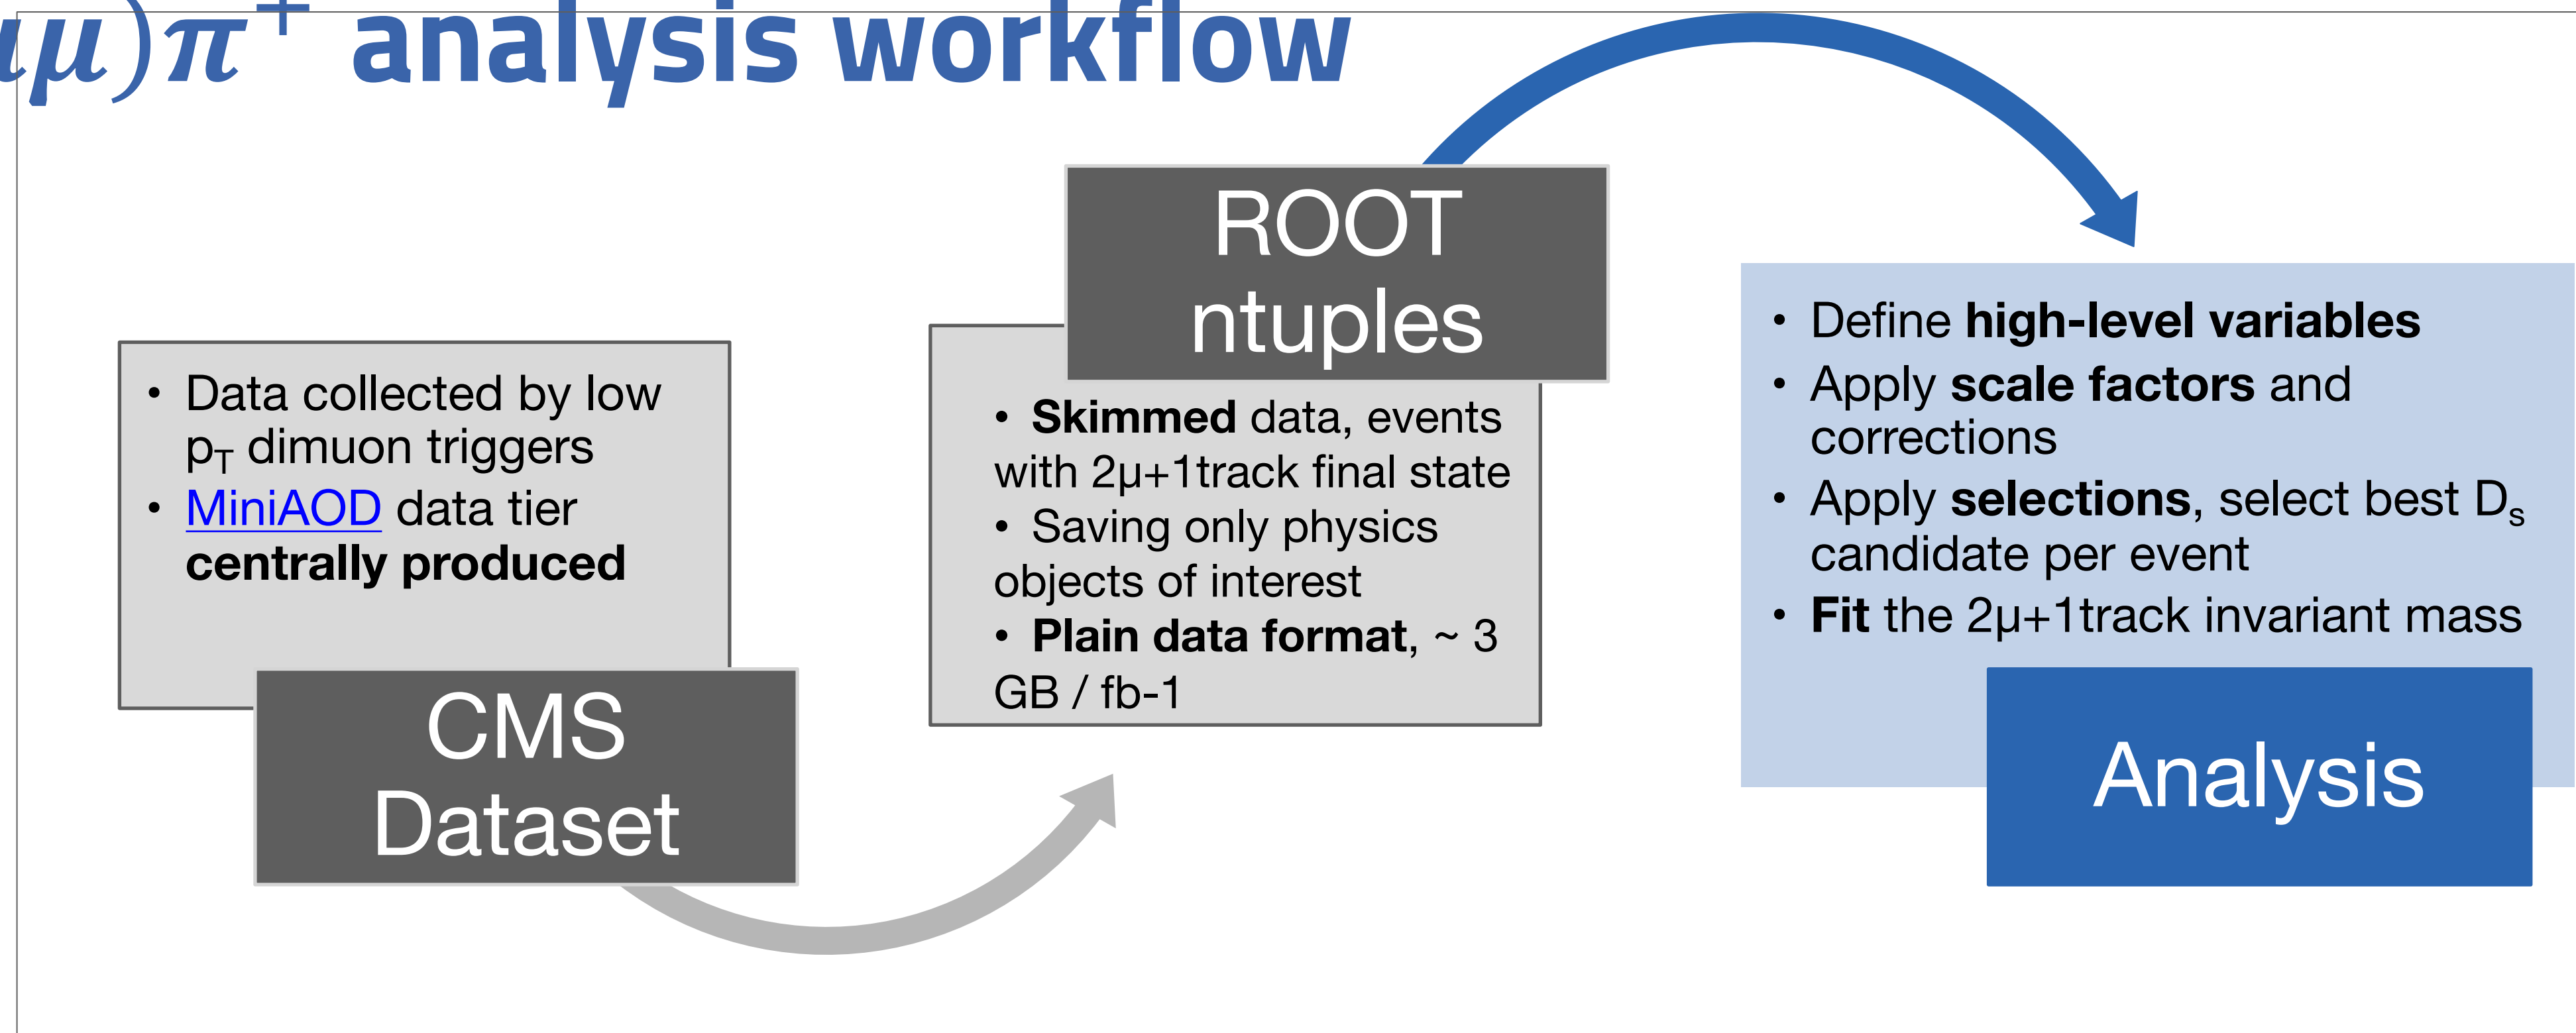 μ)π⁺ analysis workflow
• Data collected by low
p_T dimuon triggers
• MiniAOD data tier
centrally produced
CMS
Dataset
ROOT
ntuples
• Skimmed data, events
with 2μ+1track final state
• Saving only physics
objects of interest
• Plain data format, ~ 3
GB / fb-1
• Define high-level variables
• Apply scale factors and
corrections
• Apply selections, select best D_s
candidate per event
• Fit the 2μ+1track invariant mass
Analysis